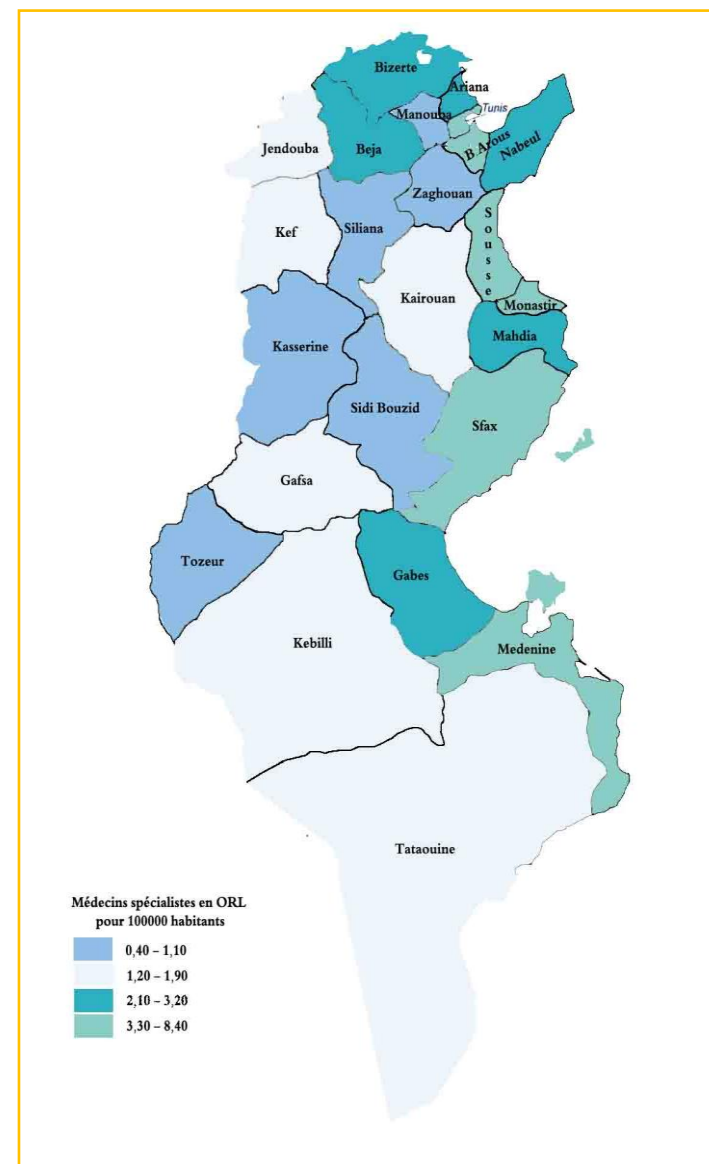 Bizerte
Ariana
Tunis
Manouba
Jendouba
Beja
B Arous
Nabeul
Zaghouan
Kef
Siliana
Sousse
Kairouan
Monastir
Mahdia
Kasserine
Sidi Bouzid
Sfax
Gafsa
Tozeur
Gabes
Kebilli
Medenine
Tataouine
Médecins spécialistes en ORL
pour 100000 habitants
0,40 – 1,10
1,20 – 1,90
2,10 – 3,20
3,30 – 8,40